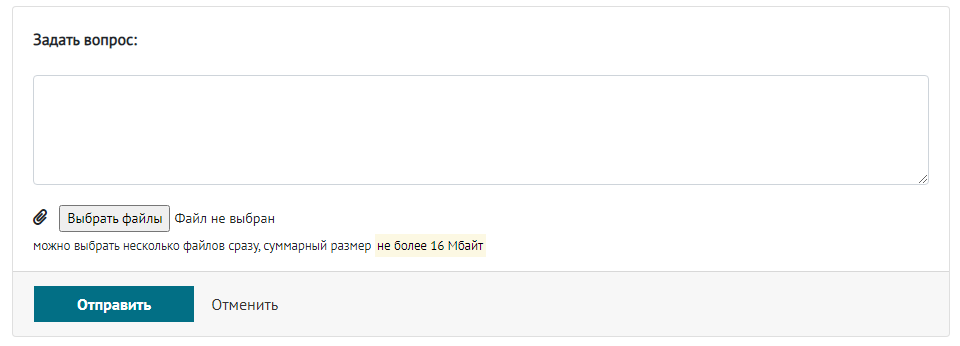 Задать вопрос:
Выбрать файлы Файл не выбран
можно выбрать несколько файлов сразу, суммарный размер не более 16 Мбайт
Отправить Отменить